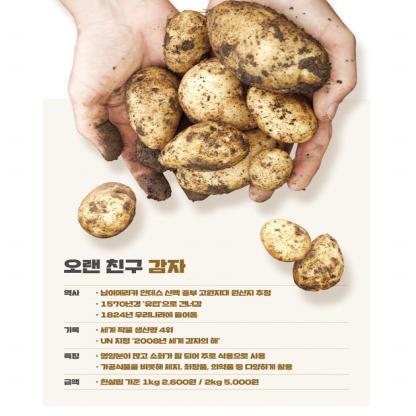 오랜 친구 감자
역사 · 남아메리카 안데스 산맥 중부 고원지대 원산지 추정
· 1570년경 '유럽'으로 건너감
· 1824년 우리나라에 들어옴
기록 · 세계 작물 생산량 4위
· UN 지정 '2008년 세계 감자의 해'
특징 · 영양분이 많고 소화가 잘 되어 주로 식용으로 사용
· 가공식품을 비롯해 제지, 화장품, 의약품 등 다양하게 활용
금액 · 한살림 기준 1kg 2,600원 / 2kg 5,000원